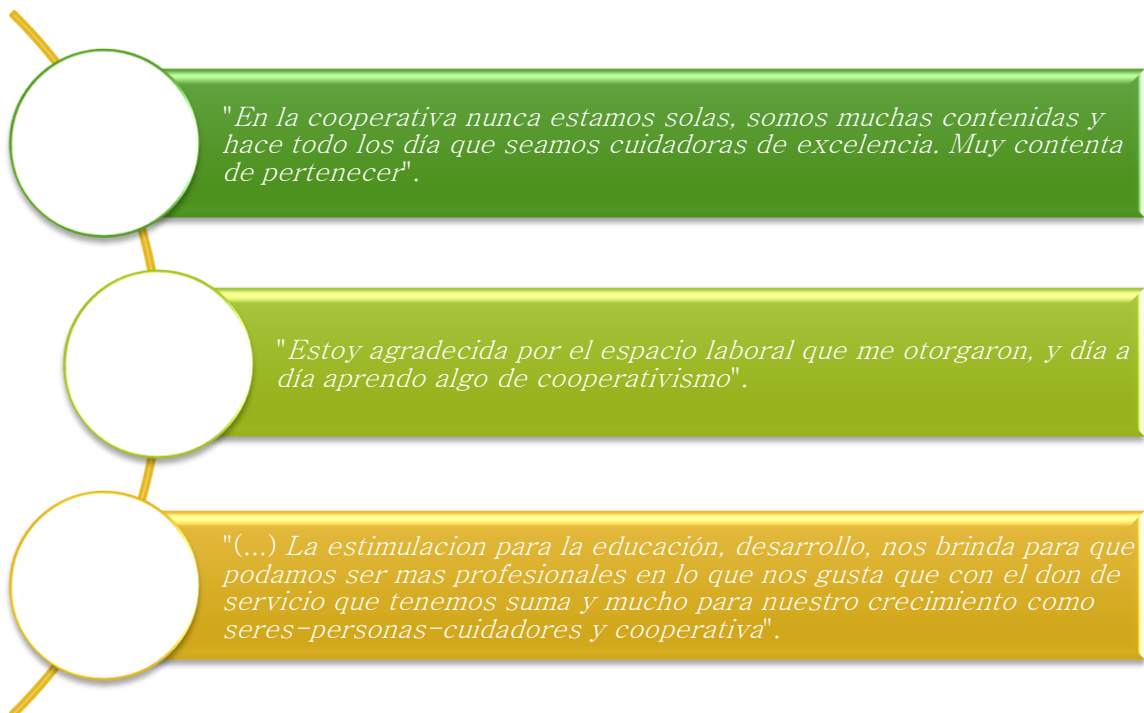 "En la cooperativa nunca estamos solas, somos muchas contenidas y
hace todo los día que seamos cuidadoras de excelencia. Muy contenta
de pertenecer".
"Estoy agradecida por el espacio laboral que me otorgaron, y día a
día aprendo algo de cooperativismo".
"(...) La estimulacion para la educación, desarrollo, nos brinda para que
podamos ser mas profesionales en lo que nos gusta que con el don de
servicio que tenemos suma y mucho para nuestro crecimiento como
seres-personas-cuidadores y cooperativa".